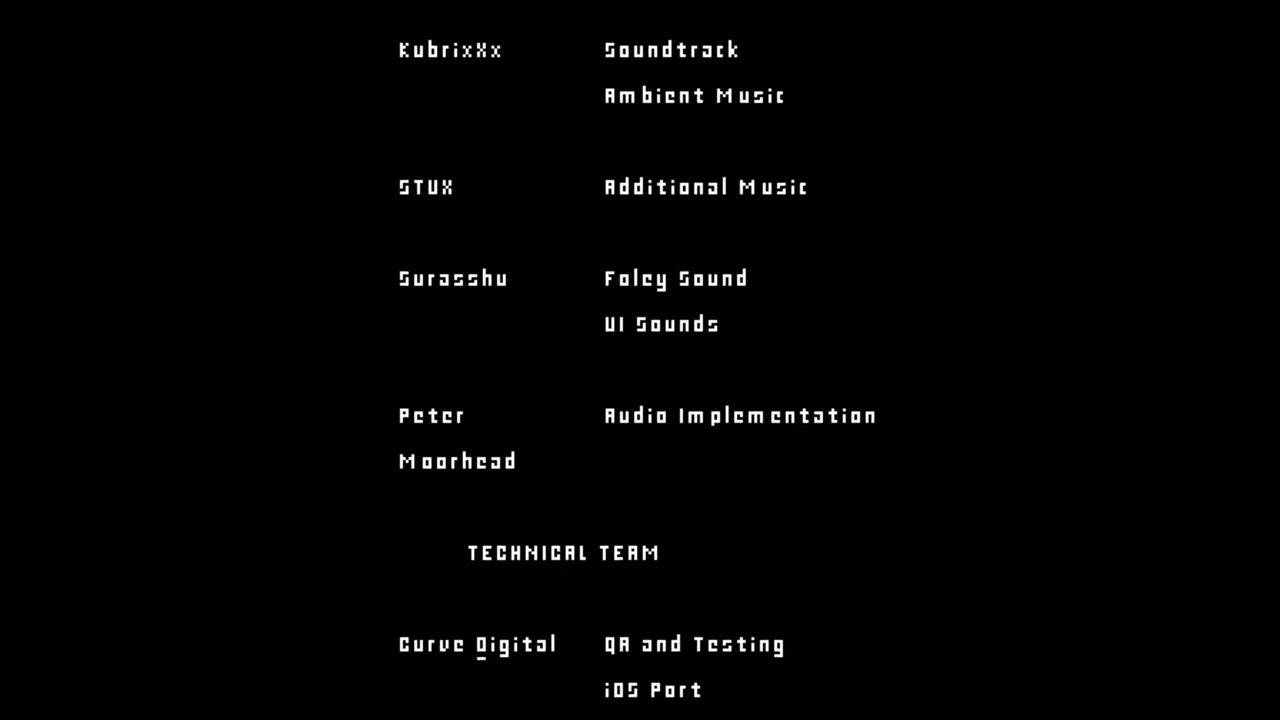 KubrixXx Soundtrack
Ambient Music
STUX Additional Music
Surasshu Foley Sound
UI Sounds
Peter Audio Implementation
Moorhead
TECHNICAL TEAM
Curve Digital QA and Testing
iOS Port